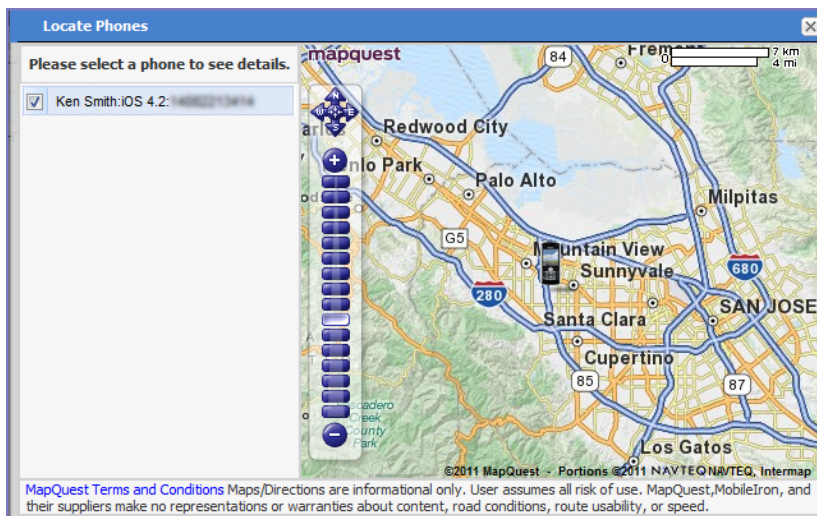 Locate Phones
Please select a phone to see details.
Ken Smith:iOS 4.2:
mapquest
84
Fremont
0 7 km
4 mi
N
W E
S
Redwood City
Menlo Park
Palo Alto
Milpitas
G5
Mountain View
Sunnyvale
680
280
SAN JOSE
Santa Clara
Cupertino
85
87
Creek
County
Park
Los Gatos
©2011 MapQuest - Portions ©2011 NAVTEQ NAVTEQ, Intermap
MapQuest Terms and Conditions Maps/Directions are informational only. User assumes all risk of use. MapQuest,MobileIron, and
their suppliers make no representations or warranties about content, road conditions, route usability, or speed.